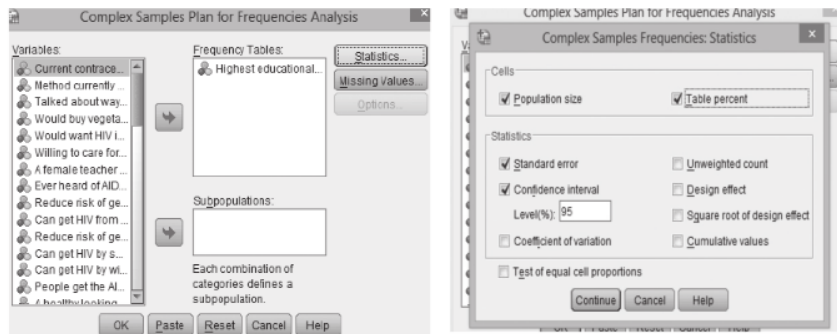 Complex Samples Plan for Frequencies Analysis
Variables:
Current contrace...
Method currently ...
Talked about way...
Would buy vegeta...
Would want HIV i...
Willing to care for...
A female teacher ...
Ever heard of AID...
Reduce risk of ge...
Can get HIV from ...
Reduce risk of ge...
Can get HIV by s...
Can get HIV by wi...
People get the AI...
A healthy looking
Frequency Tables:
Highest educational...
Subpopulations:
Each combination of
categories defines a
subpopulation.
Statistics...
Missing Values...
Options...
OK Paste Reset Cancel Help
Complex Samples Plan for Frequencies Analysis
Complex Samples Frequencies: Statistics
Cells
Population size
Table percent
Statistics
Standard error
Unweighted count
Confidence interval
Design effect
Level(%): 95
Square root of design effect
Coefficient of variation
Cumulative values
Test of equal cell proportions
Continue Cancel Help